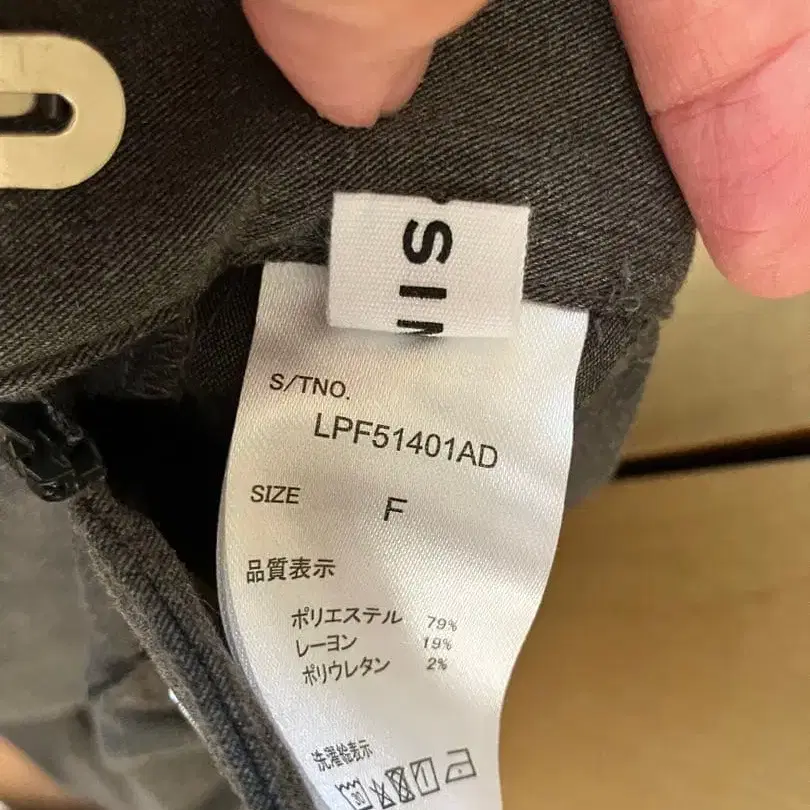 S
I
S/TNO.
LPF51401AD
SIZE F
品質表示
ポリエステル 79%
レーヨン 19%
ポリウレタン 2%
洗濯絵表示
30